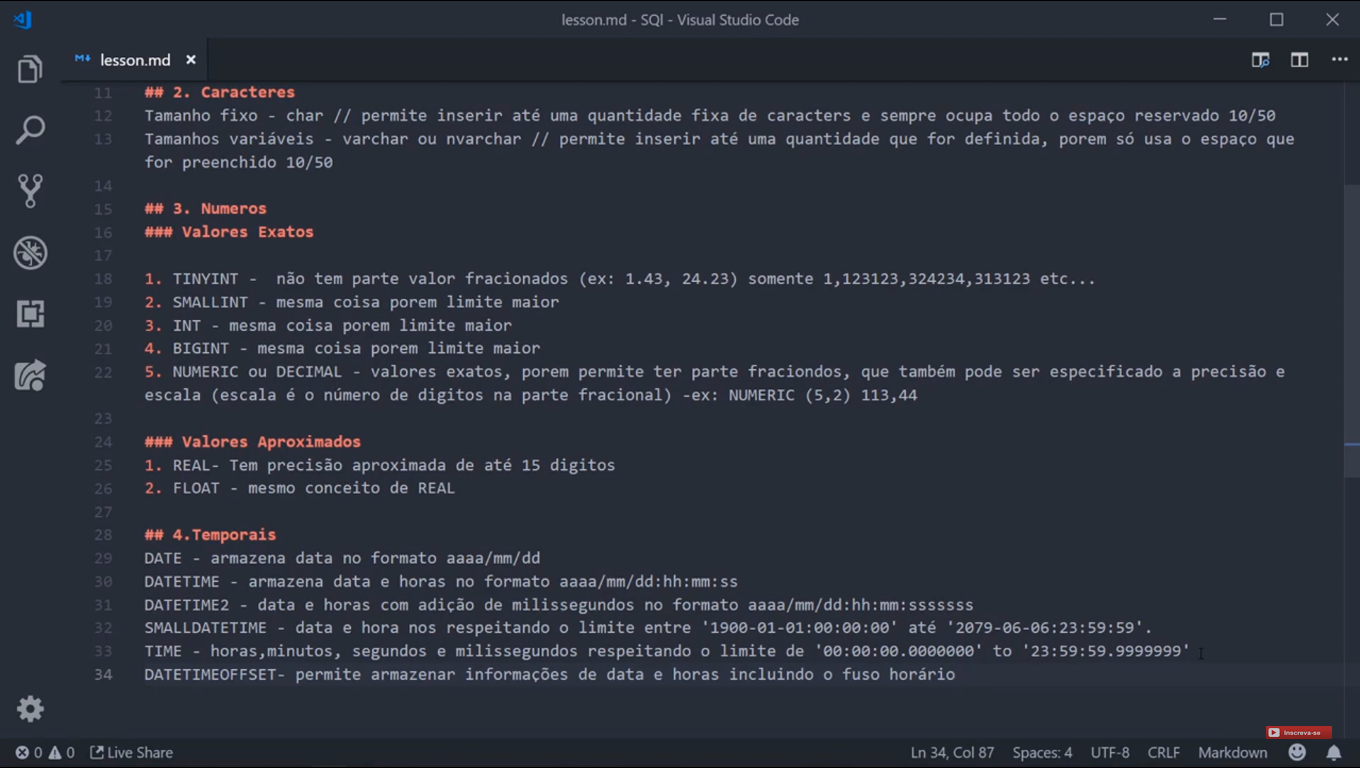 lesson.md - SQl - Visual Studio Code
lesson.md
11 ## 2. Caracteres
12 Tamanho fixo - char // permite inserir até uma quantidade fixa de caracters e sempre ocupa todo o espaço reservado 10/50
13 Tamanhos variáveis - varchar ou nvarchar // permite inserir até uma quantidade que for definida, porem só usa o espaço que
for preenchido 10/50
14
15 ## 3. Numeros
16 ### Valores Exatos
17
18 1. TINYINT -  não tem parte valor fracionados (ex: 1.43, 24.23) somente 1,123123,324234,313123 etc...
19 2. SMALLINT - mesma coisa porem limite maior
20 3. INT - mesma coisa porem limite maior
21 4. BIGINT - mesma coisa porem limite maior
22 5. NUMERIC ou DECIMAL - valores exatos, porem permite ter parte fraciondos, que também pode ser especificado a precisão e
escala (escala é o número de digitos na parte fracional) -ex: NUMERIC (5,2) 113,44
23
24 ### Valores Aproximados
25 1. REAL- Tem precisão aproximada de até 15 digitos
26 2. FLOAT - mesmo conceito de REAL
27
28 ## 4.Temporais
29 DATE - armazena data no formato aaaa/mm/dd
30 DATETIME - armazena data e horas no formato aaaa/mm/dd:hh:mm:ss
31 DATETIME2 - data e horas com adição de milissegundos no formato aaaa/mm/dd:hh:mm:sssssss
32 SMALLDATETIME - data e hora nos respeitando o limite entre '1900-01-01:00:00:00' até '2079-06-06:23:59:59'.
33 TIME - horas,minutos, segundos e milissegundos respeitando o limite de '00:00:00.0000000' to '23:59:59.9999999'
34 DATETIMEOFFSET- permite armazenar informações de data e horas incluindo o fuso horário
Inscreva-se
0 0 Live Share Ln 34, Col 87 Spaces: 4 UTF-8 CRLF Markdown